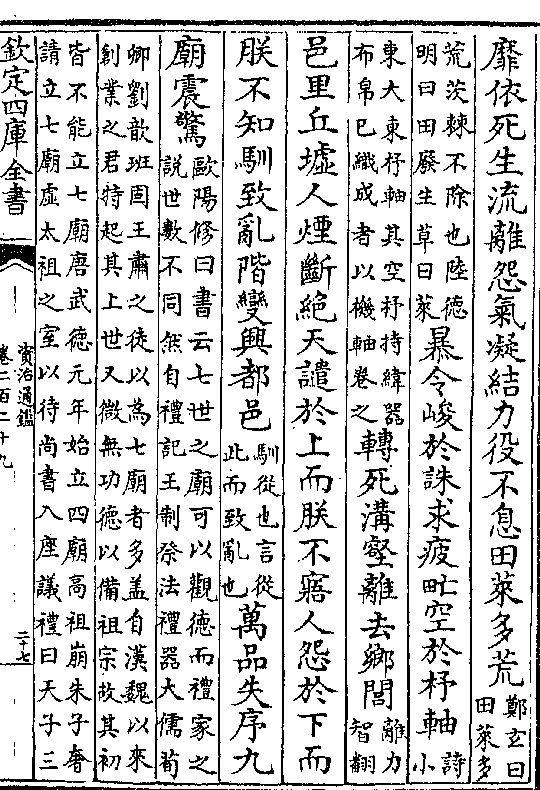 靡依死生流離怨氣凝結力役不息田萊多荒鄭玄曰田萊多
荒茨棘不除也陸德明曰田廢生草曰萊暴令峻於誅求疲甿空於杼軸詩小
東大東杼軸其空杼持緯器布帛已織成者以機軸卷之轉死溝壑離去鄉閭離力智翻
邑里丘墟人煙斷絶天譴於上而朕不寤人怨於下而
朕不知馴致亂階變興都邑馴從也言從此而致亂也萬品失序九
廟震驚歐陽修曰書云七世之廟可以觀德而禮家之說世數不同然自禮記王制祭法禮器大儒荀
卿劉歆班固王肅之徒以為七廟者多盖自漢魏以來創業之君特起其上世又微無功德以備祖宗故其初
皆不能立七廟唐武德元年始立四廟高祖崩朱子奢請立七廟虛太祖之室以待尚書八座議禮曰天子三
欽定四庫全書
資治通鑑
卷二百二十九
二十七